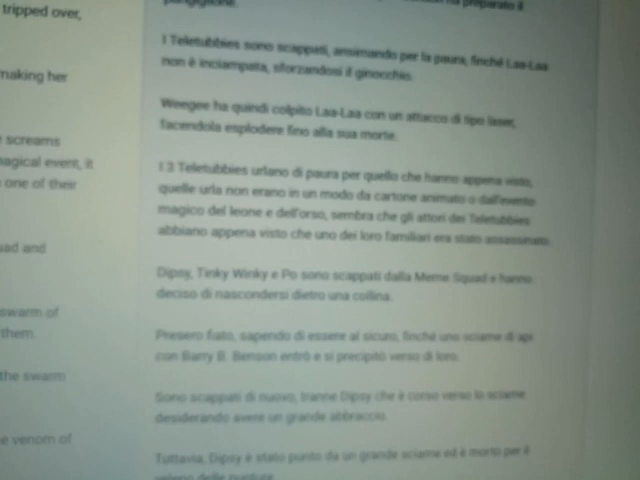 tripped over,
making her
screams
magical event, it
one of their
and
swarm of
them.
the swarm
venom of
ha preparato il
I Teletubbies sono scappati, ansimando per la paura, finché Laa-Laa
non è inciampata, sforzandosi il ginocchio.
Weegee ha quindi colpito Laa-Laa con un attacco di tipo laser,
facendola esplodere fino alla sua morte.
I 3 Teletubbies urlano di paura per quello che hanno appena visto,
quelle urla non erano in un modo da cartone animato o dall'evento
magico del leone e dell'orso, sembra che gli attori dei Teletubbies
abbiano appena visto che uno dei loro familiari era stato assassinato.
Dipsy, Tinky Winky e Po sono scappati dalla Meme Squad e hanno
deciso di nascondersi dietro una collina.
Presero fiato, sapendo di essere al sicuro, finché uno sciame di api
con Barry B. Benson entrò e si precipitò verso di loro.
Sono scappati di nuovo, tranne Dipsy che è corso verso lo sciame
desiderando avere un grande abbraccio.
Tuttavia, Dipsy è stato punto da un grande sciame ed è morto per il
veleno delle punture.